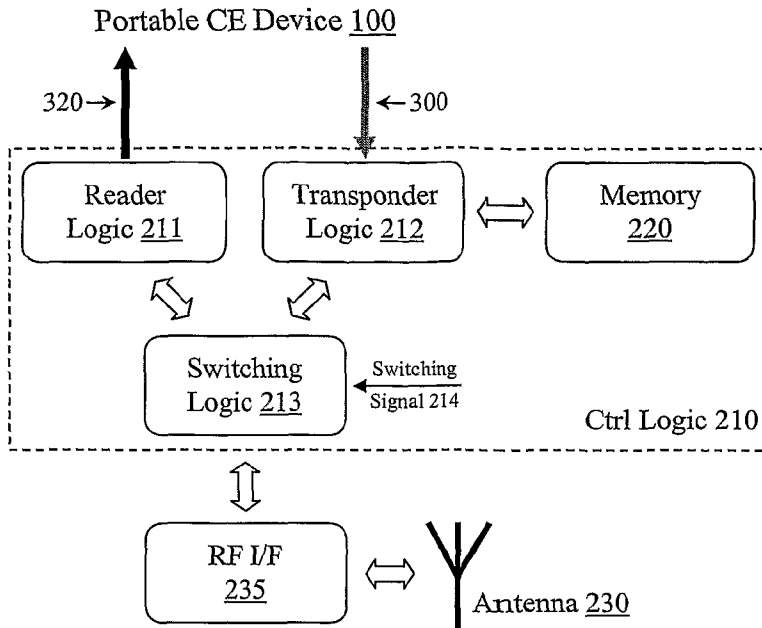 Portable CE Device 100
320
300
Reader
Logic 211
Transponder
Logic 212
Memory
220
Switching
Logic 213
Switching
Signal 214
Ctrl Logic 210
RF I/F
235
Antenna 230